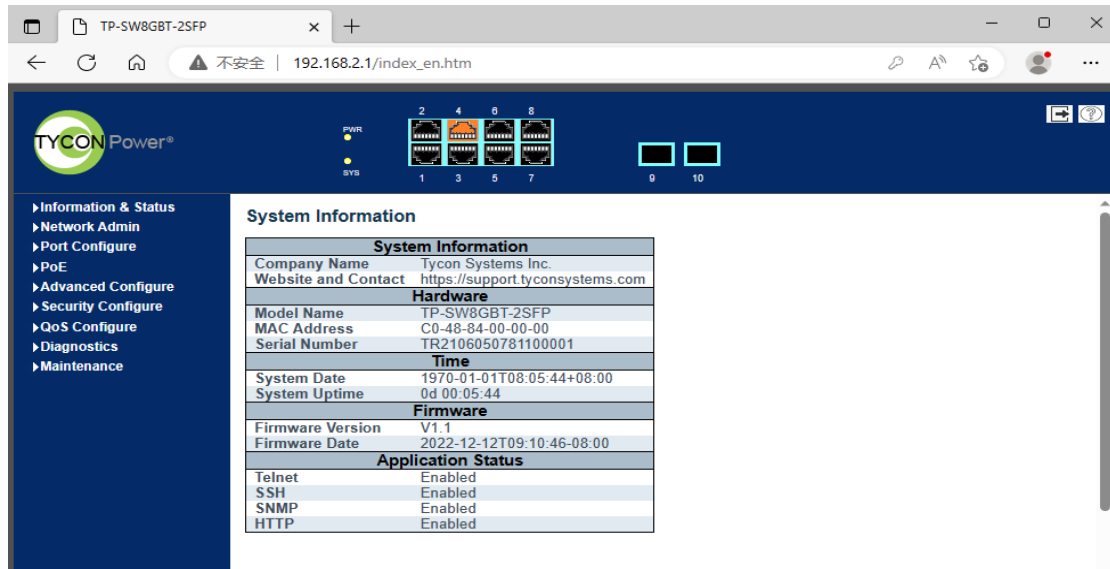 TP-SW8GBT-2SFP
不安全 192.168.2.1/index_en.htm
TYCON Power®
PWR
SYS
2 4 6 8
1 3 5 7
9 10
Information & Status
Network Admin
Port Configure
PoE
Advanced Configure
Security Configure
QoS Configure
Diagnostics
Maintenance
System Information
System Information
Company Name Tycon Systems Inc.
Website and Contact https://support.tyconsystems.com
Hardware
Model Name TP-SW8GBT-2SFP
MAC Address C0-48-84-00-00-00
Serial Number TR2106050781100001
Time
System Date 1970-01-01T08:05:44+08:00
System Uptime 0d 00:05:44
Firmware
Firmware Version V1.1
Firmware Date 2022-12-12T09:10:46-08:00
Application Status
Telnet Enabled
SSH Enabled
SNMP Enabled
HTTP Enabled